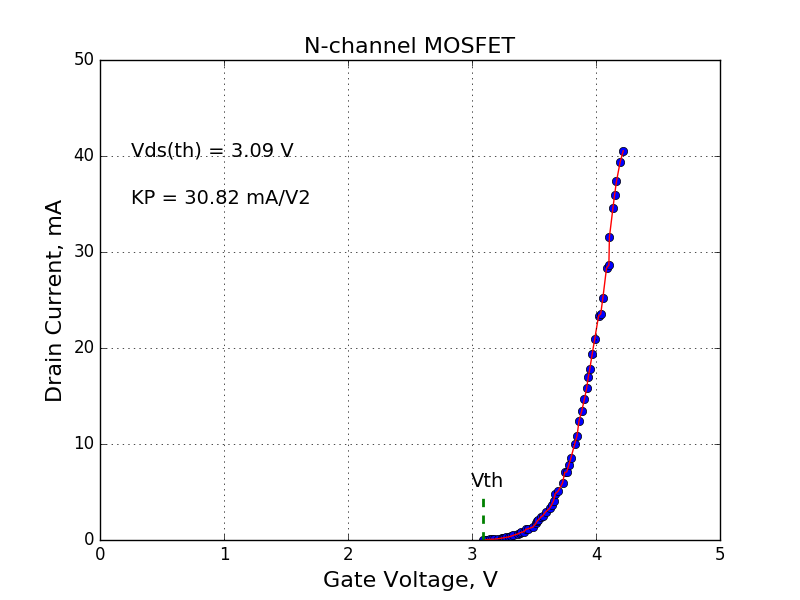 N-channel MOSFET
50
40
30
20
10
0
Drain Current, mA
Vds(th) = 3.09 V
KP = 30.82 mA/V2
Vth
0 1 2 3 4 5
Gate Voltage, V